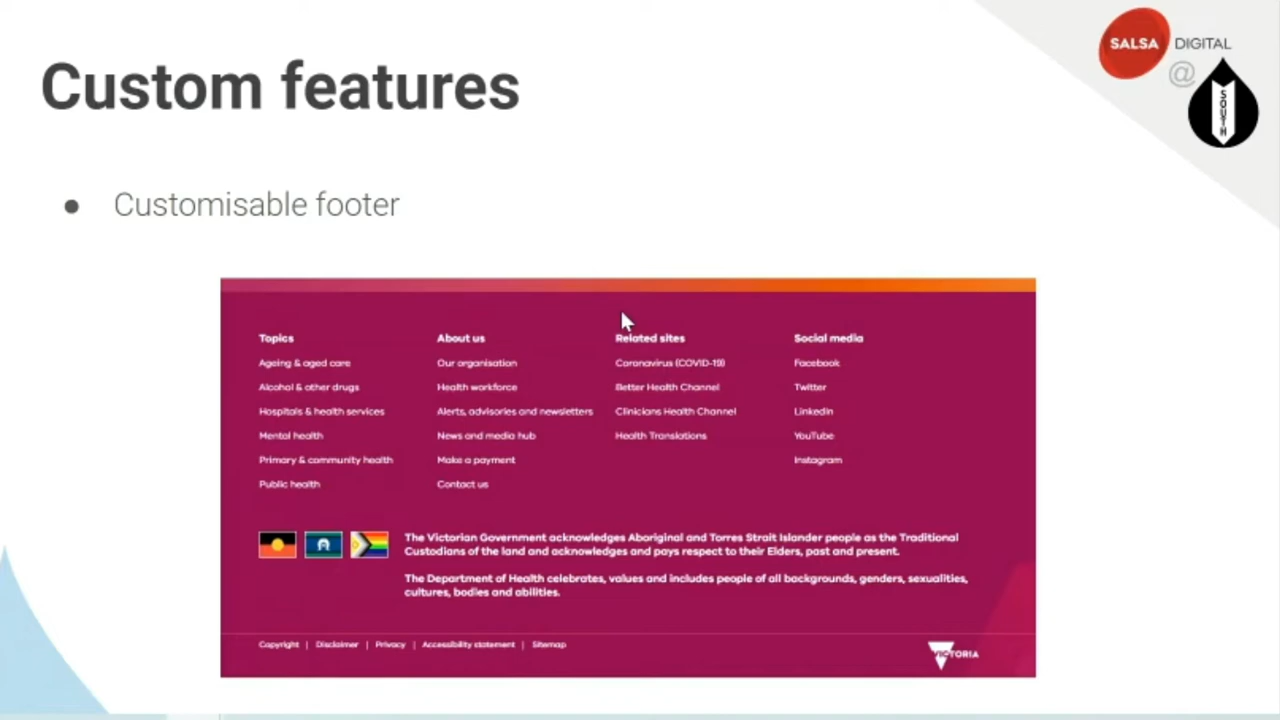 SALSA DIGITAL
@
SOUTH
Custom features
● Customisable footer
Topics
Ageing & aged care
Alcohol & other drugs
Hospitals & health services
Mental health
Primary & community health
Public health
About us
Our organisation
Health workforce
Alerts, advisories and newsletters
News and media hub
Make a payment
Contact us
Related sites
Coronavirus (COVID-19)
Better Health Channel
Clinicians Health Channel
Health Translations
Social media
Facebook
Twitter
LinkedIn
YouTube
Instagram
The Victorian Government acknowledges Aboriginal and Torres Strait Islander people as the Traditional
Custodians of the land and acknowledges and pays respect to their Elders, past and present.
The Department of Health celebrates, values and includes people of all backgrounds, genders, sexualities,
cultures, bodies and abilities.
Copyright | Disclaimer | Privacy | Accessibility statement | Sitemap
VICTORIA